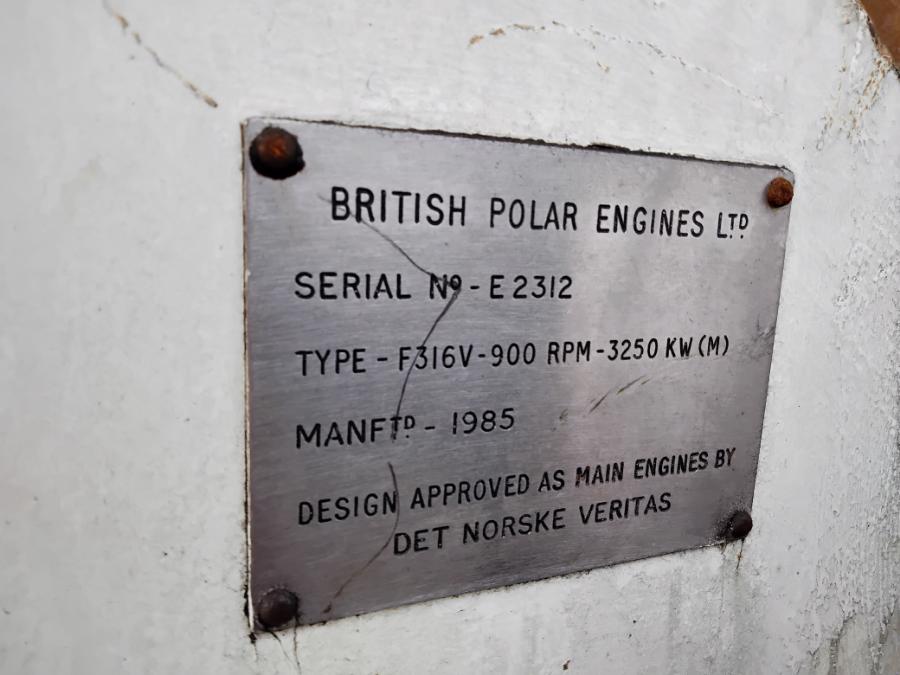 BRITISH POLAR ENGINES LTD
SERIAL No - E 2312
TYPE - F316V - 900 RPM - 3250 KW (M)
MANFTD - 1985
DESIGN APPROVED AS MAIN ENGINES BY
DET NORSKE VERITAS